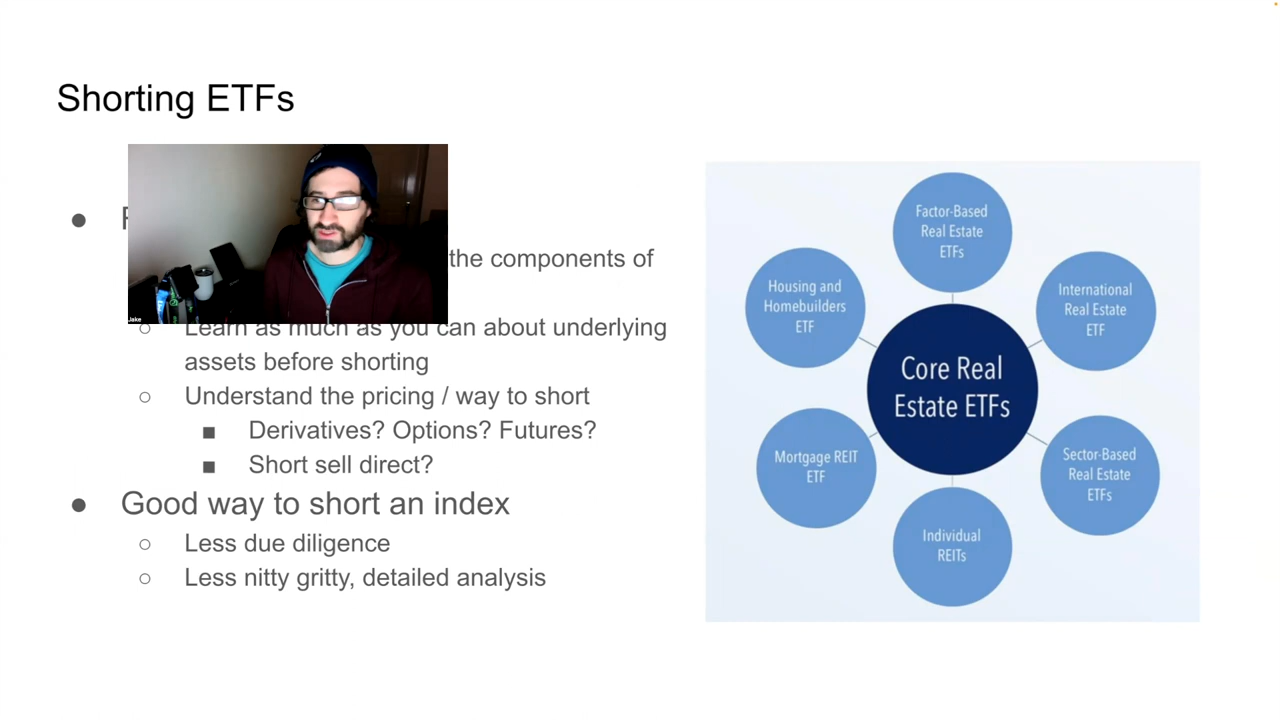 Shorting ETFs
the components of
Learn as much as you can about underlying
assets before shorting
Understand the pricing / way to short
Derivatives? Options? Futures?
Short sell direct?
Good way to short an index
Less due diligence
Less nitty gritty, detailed analysis
Jake
Factor-Based
Real Estate
ETFs
Housing and
Homebuilders
ETF
International
Real Estate
ETF
Core Real
Estate ETFs
Mortgage REIT
ETF
Sector-Based
Real Estate
ETFs
Individual
REITs